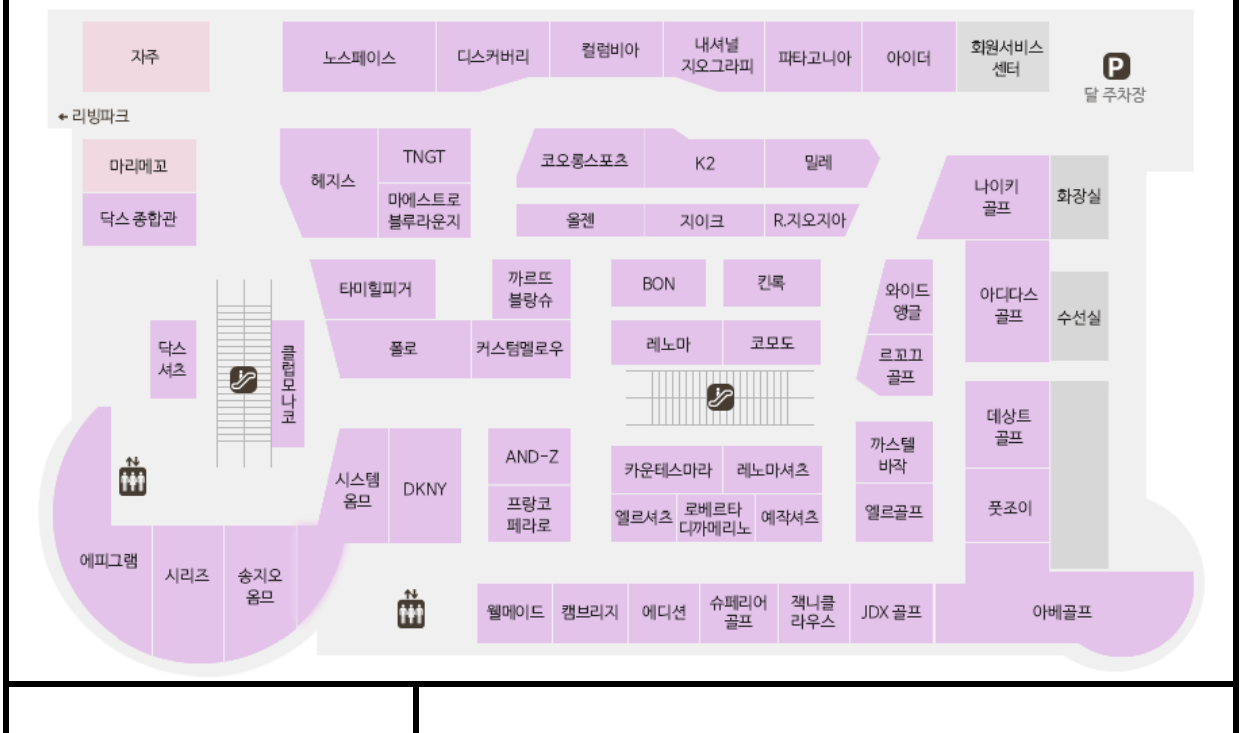 자주
노스페이스
디스커버리
컬럼비아
내셔널
지오그라피
파타고니아
아이더
회원서비스
센터
P
달 주차장
← 리빙파크
마리메꼬
닥스 종합관
헤지스
TNGT
마에스트로
블루라운지
코오롱스포츠
K2
밀레
올젠
지이크
R.지오지아
나이키
골프
화장실
타미힐피거
까르뜨
블랑슈
BON
킨록
와이드
앵글
아디다스
골프
수선실
닥스
셔츠
클럽모나코
폴로
커스텀멜로우
레노마
코모도
르꼬끄
골프
시스템
옴므
DKNY
AND-Z
프랑코
페라로
카운테스마라
레노마셔츠
엘르셔츠
로베르타
디까메리노
예작셔츠
까스텔
바작
엘르골프
데상트
골프
풋조이
에피그램
시리즈
송지오
옴므
웰메이드
캠브리지
에디션
슈페리어
골프
잭니클
라우스
JDX 골프
아베골프